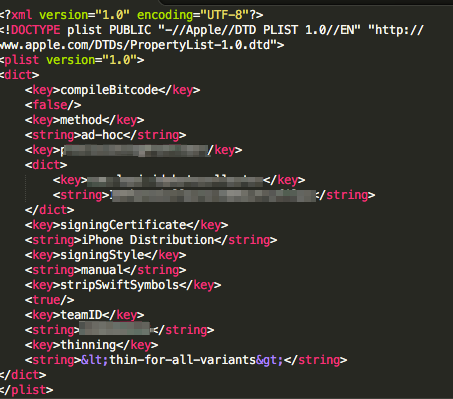 <?xml version="1.0" encoding="UTF-8"?>
<!DOCTYPE plist PUBLIC "-//Apple//DTD PLIST 1.0//EN" "http://
www.apple.com/DTDs/PropertyList-1.0.dtd">
<plist version="1.0">
<dict>
<key>compileBitcode</key>
<false/>
<key>method</key>
<string>ad-hoc</string>
<key>/key>
<dict>
<key></key>
<string></string>
</dict>
<key>signingCertificate</key>
<string>iPhone Distribution</string>
<key>signingStyle</key>
<string>manual</string>
<key>stripSwiftSymbols</key>
<true/>
<key>teamID</key>
<string></string>
<key>thinning</key>
<string>&lt;thin-for-all-variants&gt;</string>
</dict>
</plist>